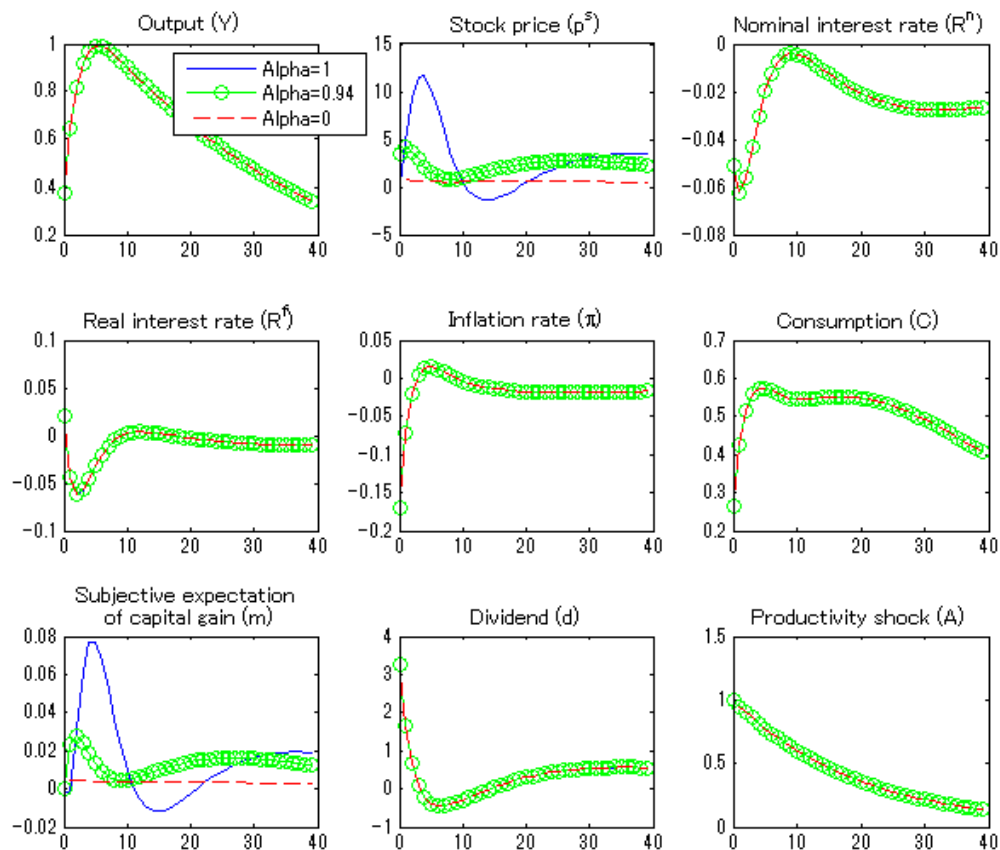 Output (Y)
1
0.8
0.6
0.4
0.2
0 10 20 30 40
Alpha=1
Alpha=0.94
Alpha=0
Stock price (pˢ)
15
10
5
0
-5
0 10 20 30 40
Nominal interest rate (Rⁿ)
0
-0.02
-0.04
-0.06
-0.08
0 10 20 30 40
Real interest rate (Rᶠ)
0.1
0.05
0
-0.05
-0.1
0 10 20 30 40
Inflation rate (π)
0.05
0
-0.05
-0.1
-0.15
-0.2
0 10 20 30 40
Consumption (C)
0.7
0.6
0.5
0.4
0.3
0.2
0 10 20 30 40
Subjective expectation
of capital gain (m)
0.08
0.06
0.04
0.02
0
-0.02
0 10 20 30 40
Dividend (d)
4
3
2
1
0
-1
0 10 20 30 40
Productivity shock (A)
1.5
1
0.5
0
0 10 20 30 40